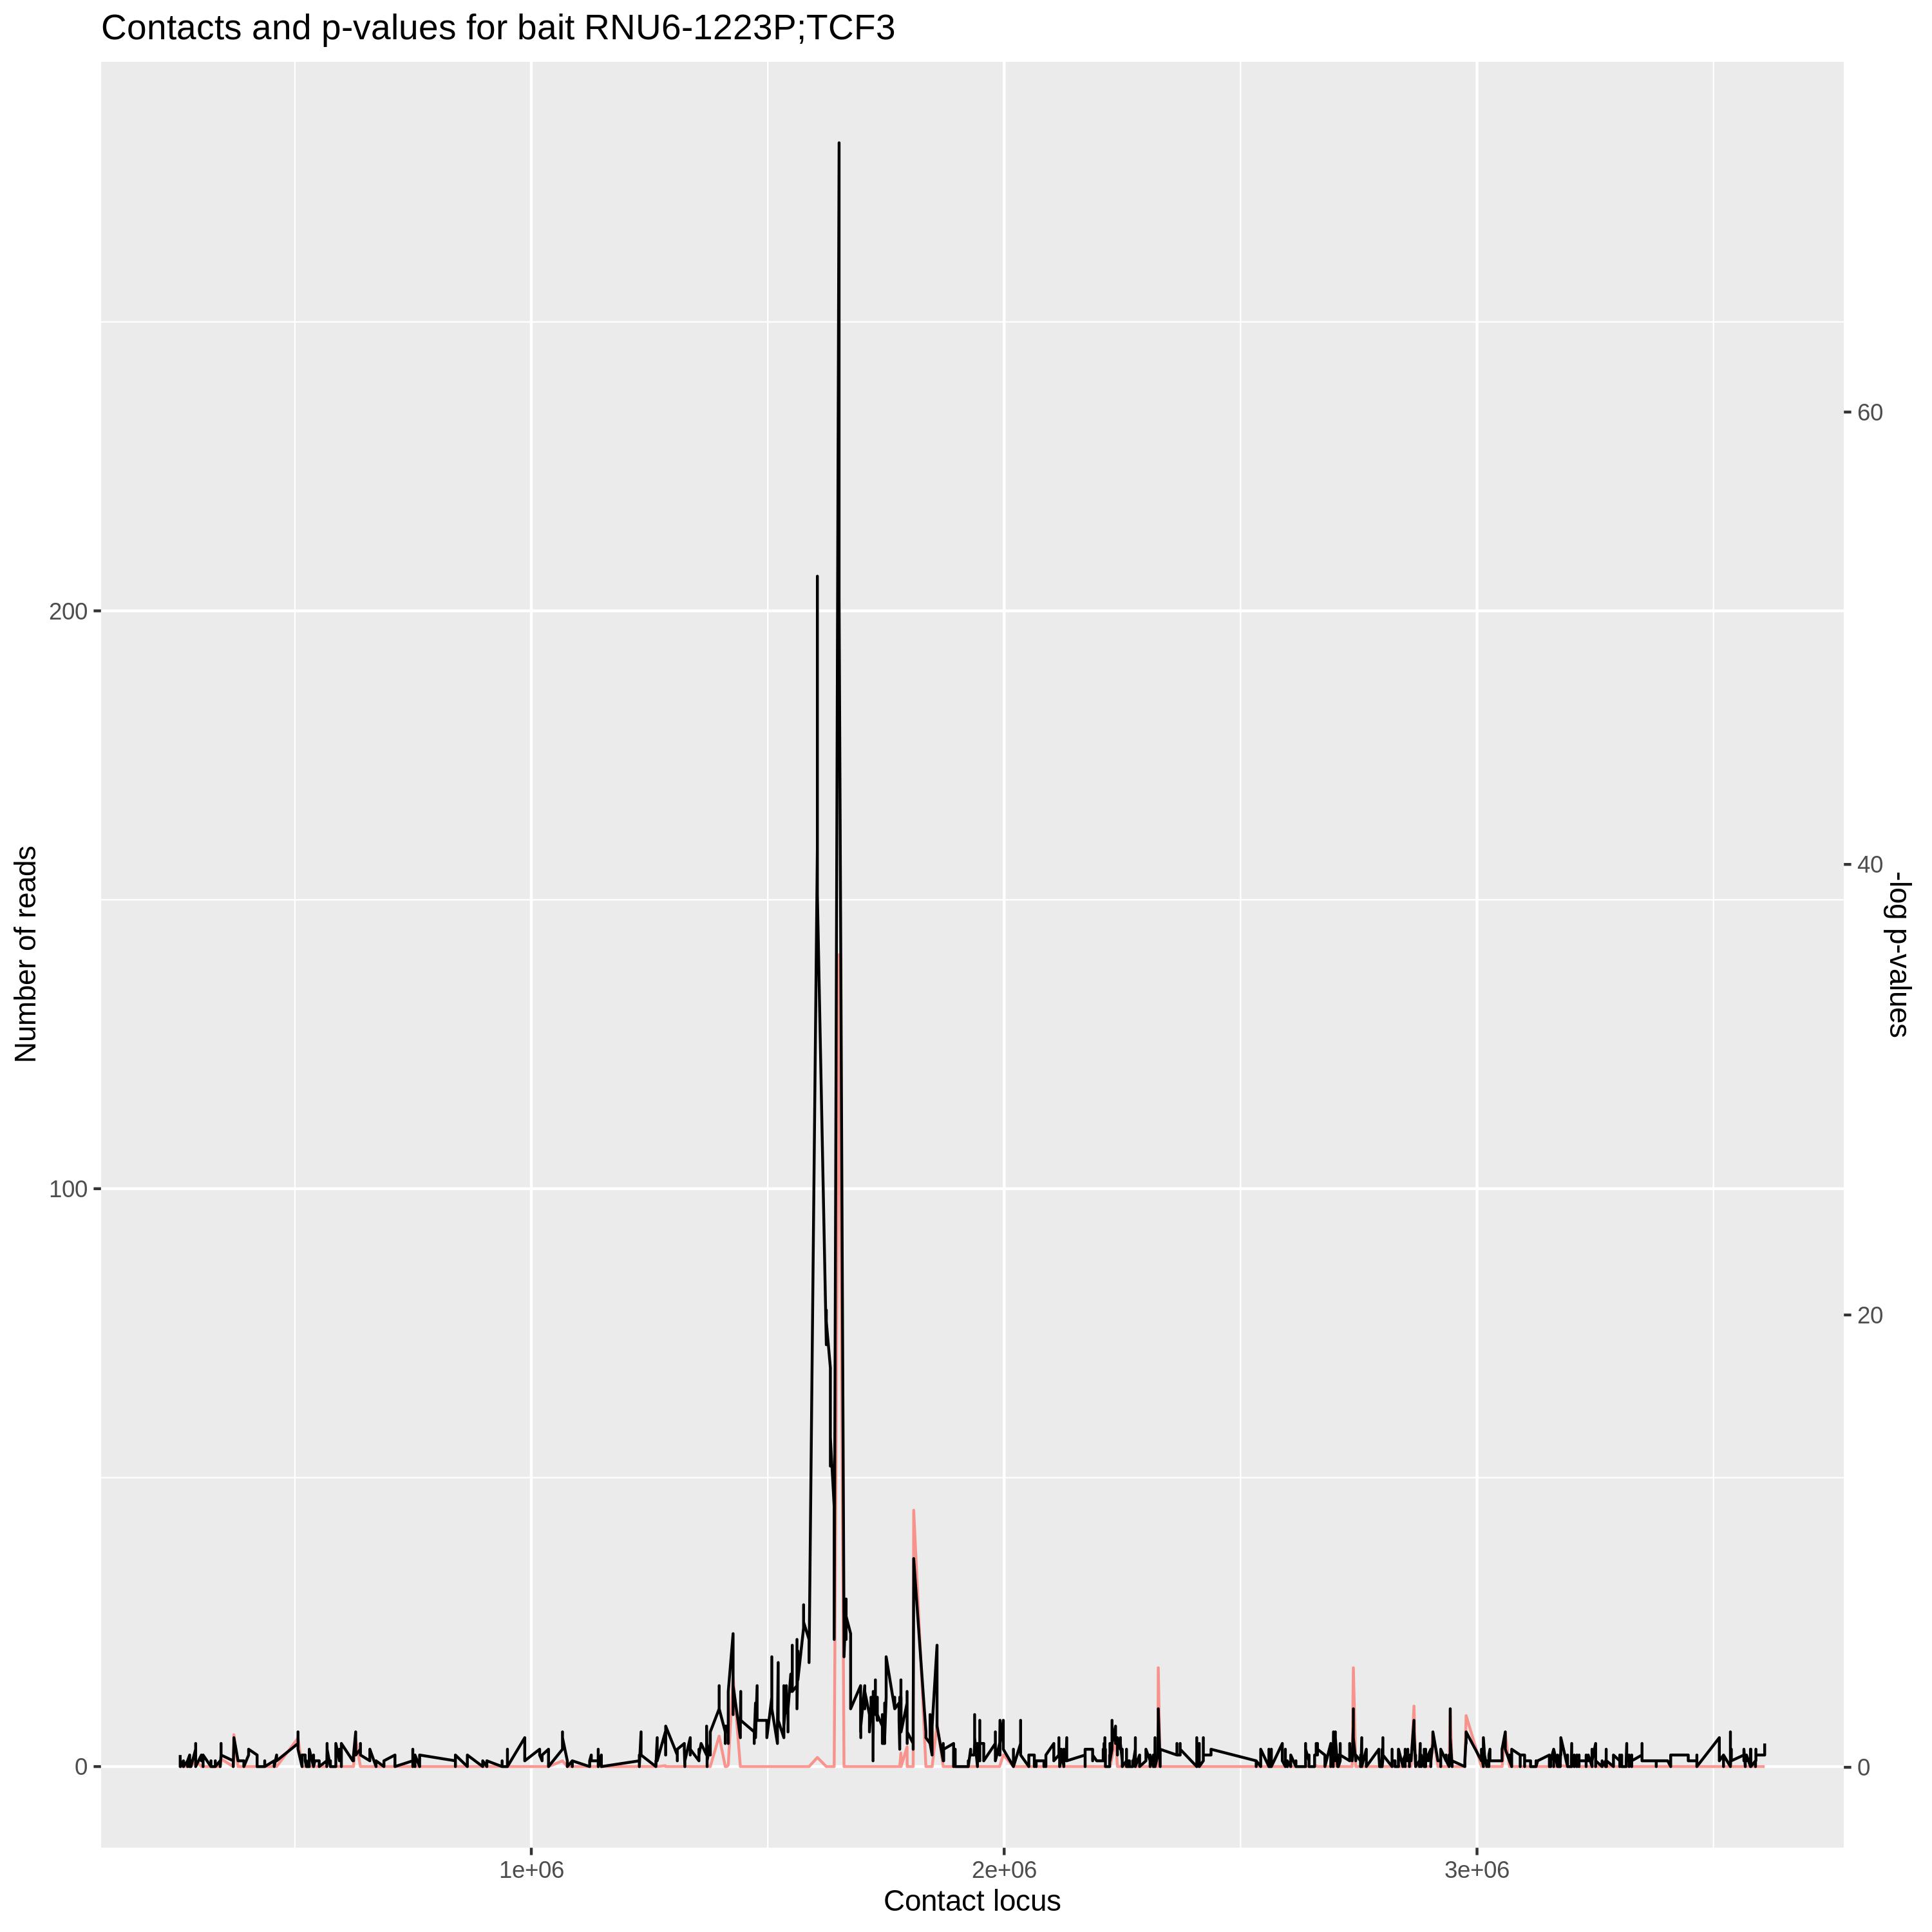 Contacts and p-values for bait RNU6-1223P;TCF3
Number of reads
200
100
0
60
40
20
0
-log p-values
1e+06
2e+06
3e+06
Contact locus